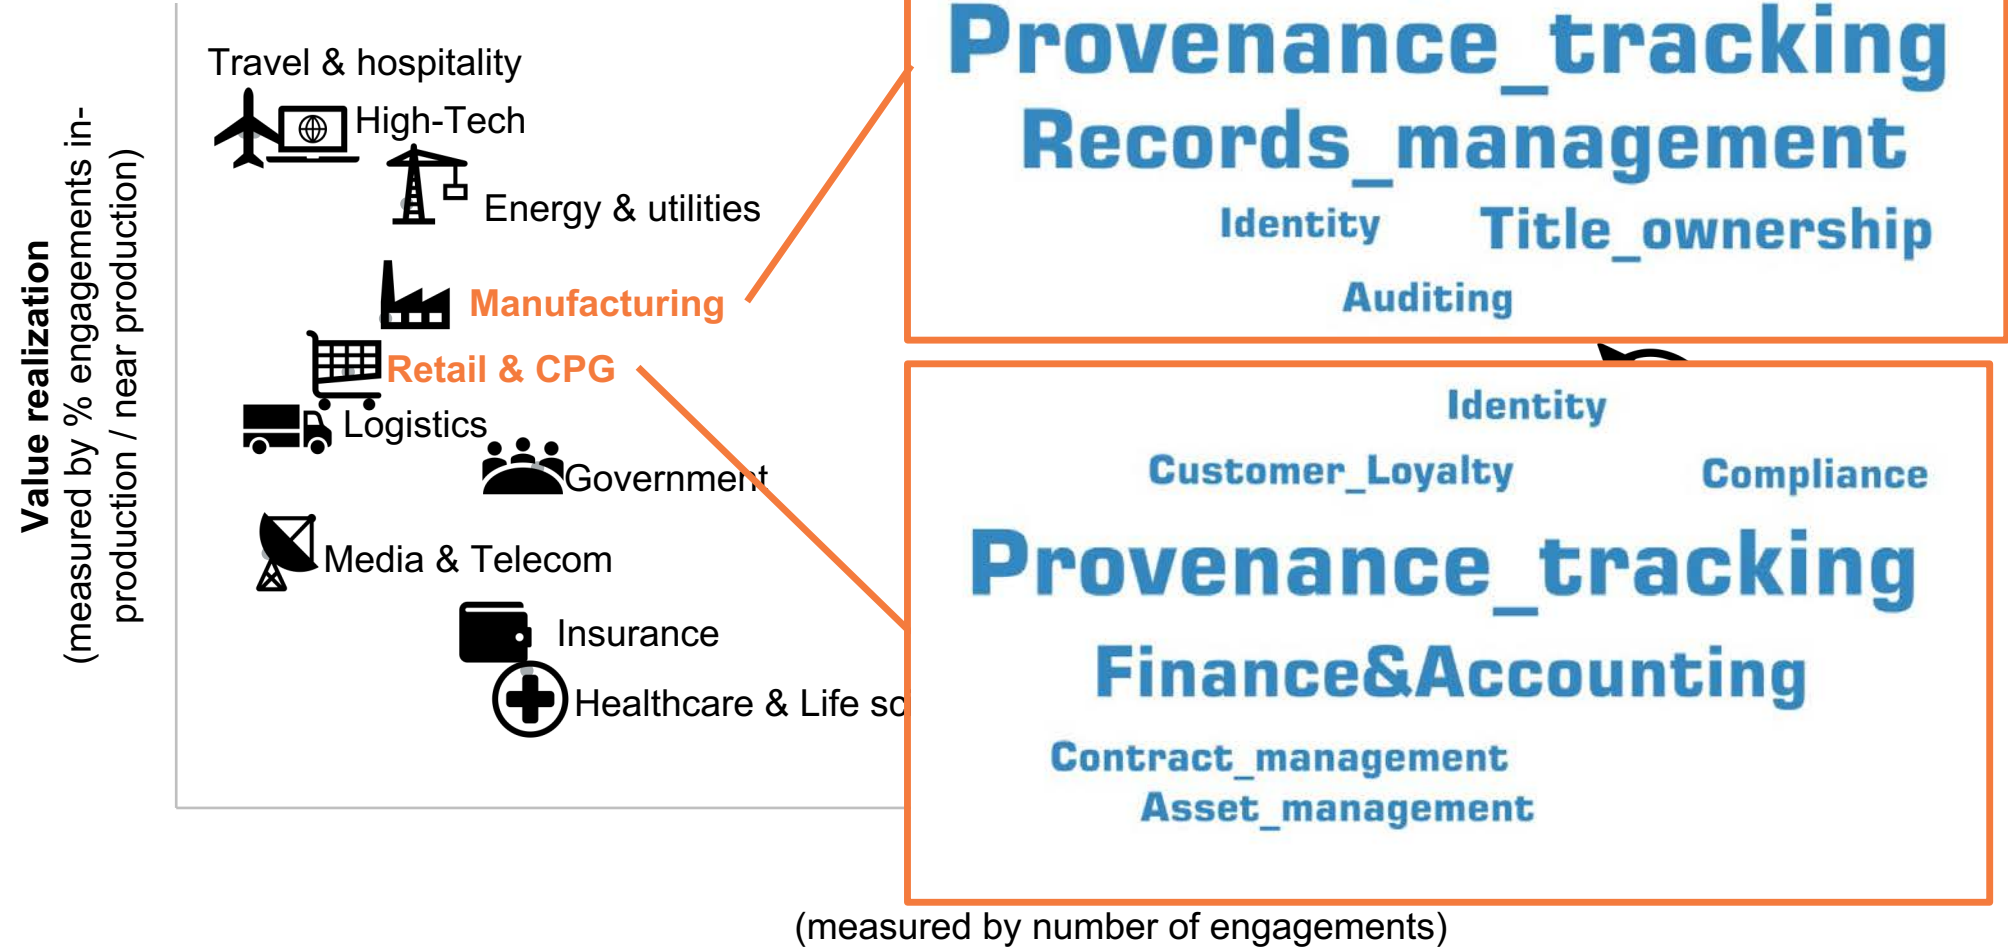 Value realization
(measured by % engagements in-
production / near production)
Travel & hospitality
High-Tech
Energy & utilities
Manufacturing
Retail & CPG
Logistics
Government
Media & Telecom
Insurance
Healthcare & Life sc
Provenance_tracking
Records_management
Identity
Title_ownership
Auditing
Identity
Customer_Loyalty
Compliance
Provenance_tracking
Finance&Accounting
Contract_management
Asset_management
(measured by number of engagements)